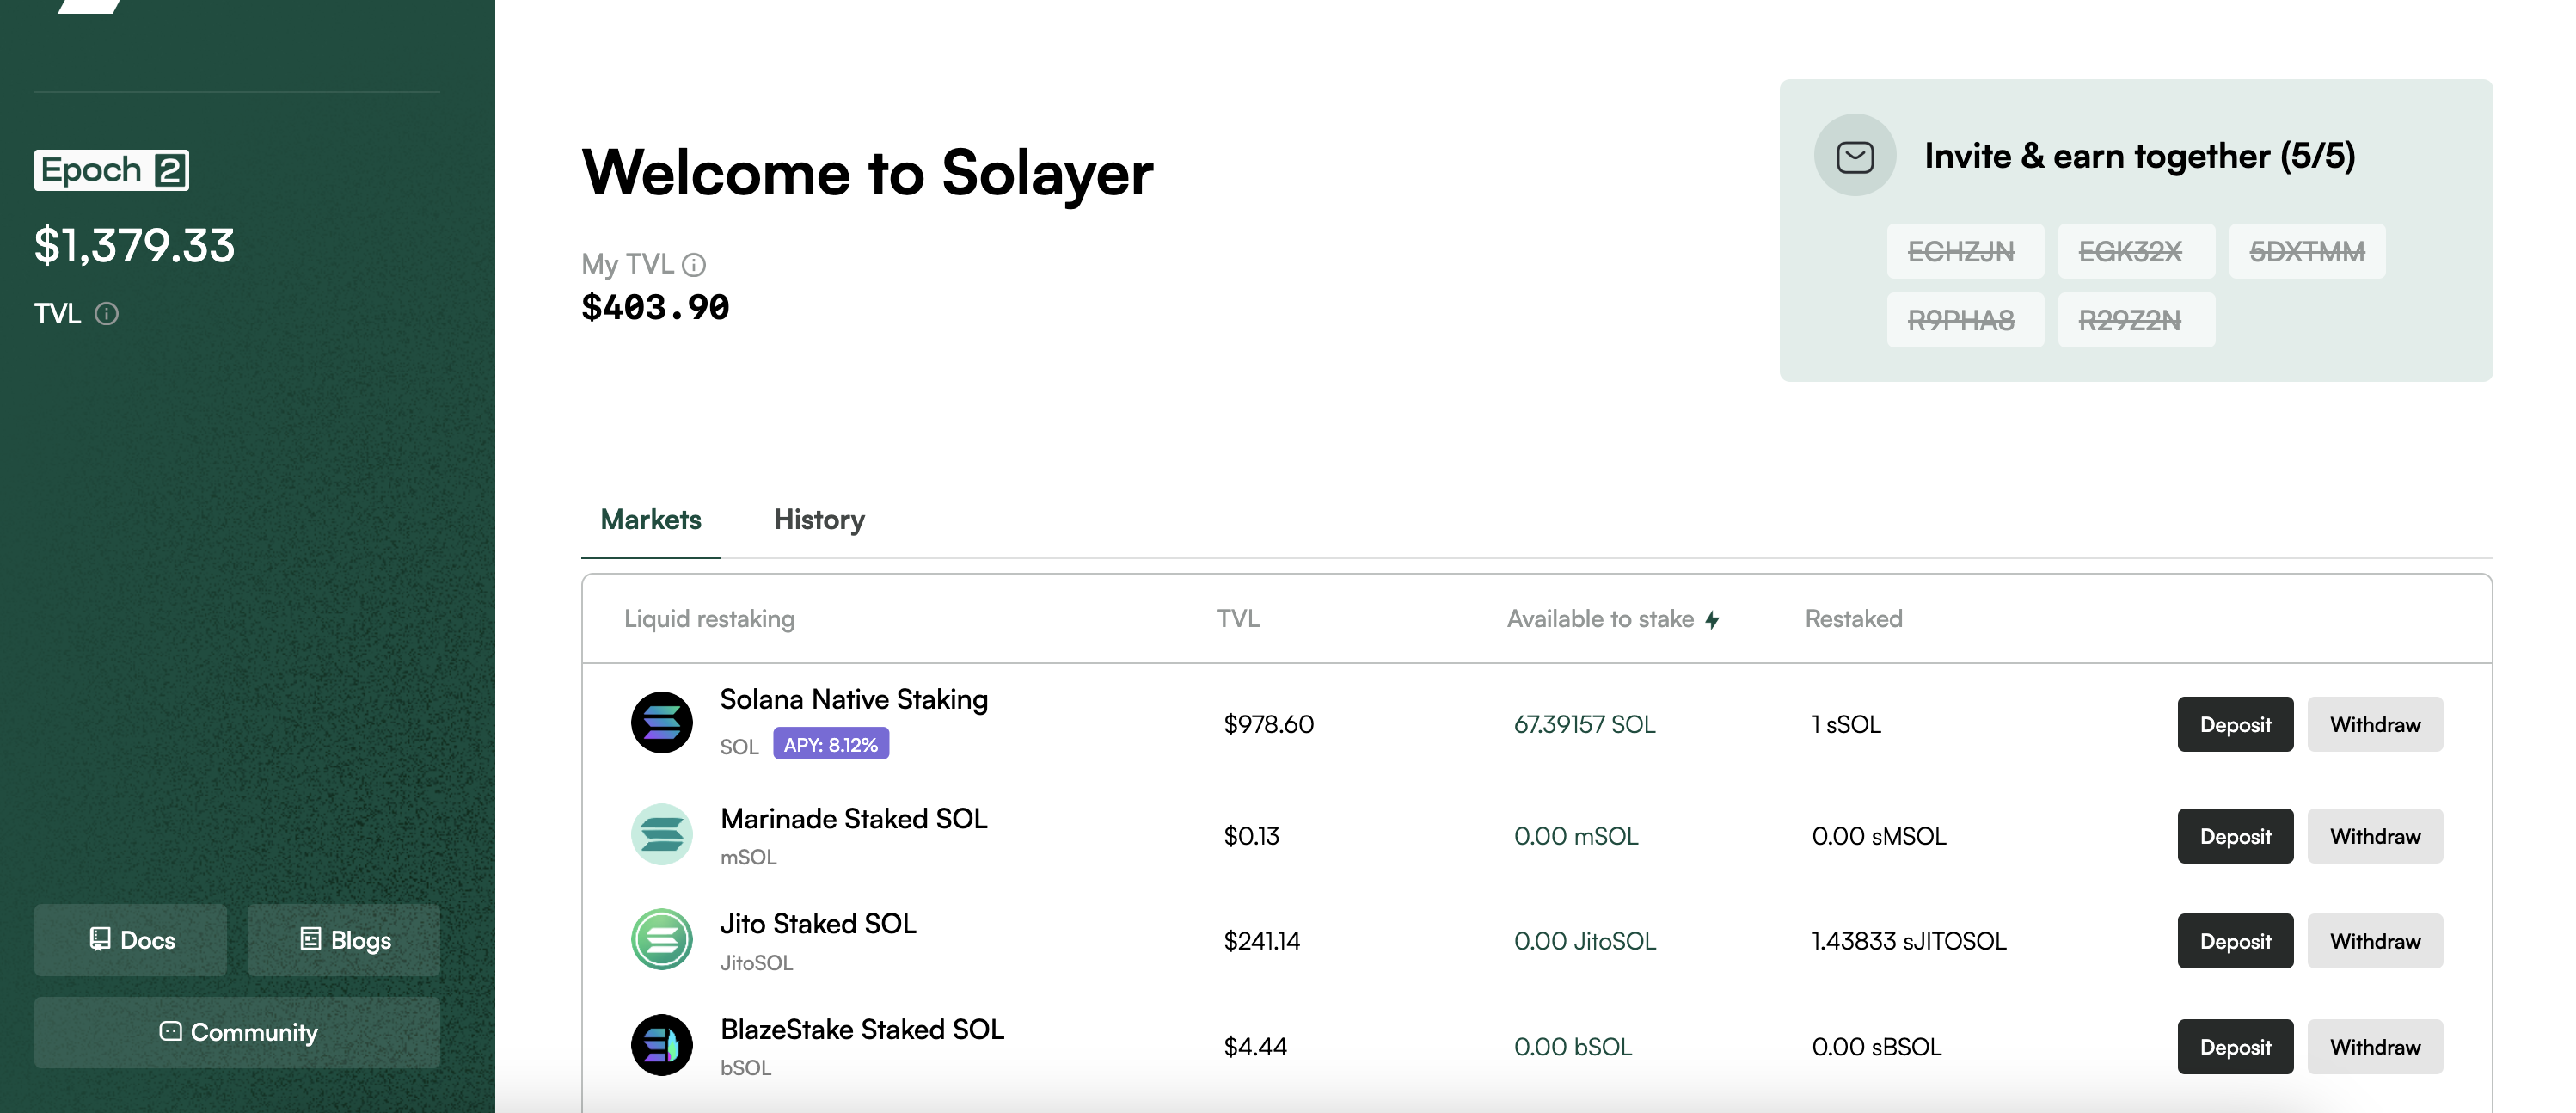 Epoch 2
$1,379.33
TVL
Docs
Blogs
Community
Welcome to Solayer
My TVL
$403.90
Invite & earn together (5/5)
ECHZJN EGK32X 5DXTMM
R9PHA8 R29Z2N
Markets History
Liquid restaking TVL Available to stake Restaked
Solana Native Staking
SOL APY: 8.12% $978.60 67.39157 SOL 1 sSOL Deposit Withdraw
Marinade Staked SOL
mSOL $0.13 0.00 mSOL 0.00 sMSOL Deposit Withdraw
Jito Staked SOL
JitoSOL $241.14 0.00 JitoSOL 1.43833 sJITOSOL Deposit Withdraw
BlazeStake Staked SOL
bSOL $4.44 0.00 bSOL 0.00 sBSOL Deposit Withdraw